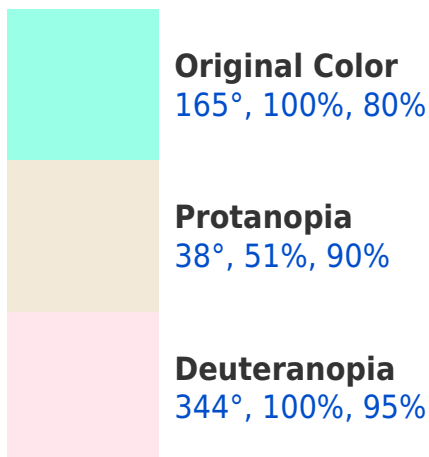 Original Color
165°, 100%, 80%
Protanopia
38°, 51%, 90%
Deuteranopia
344°, 100%, 95%